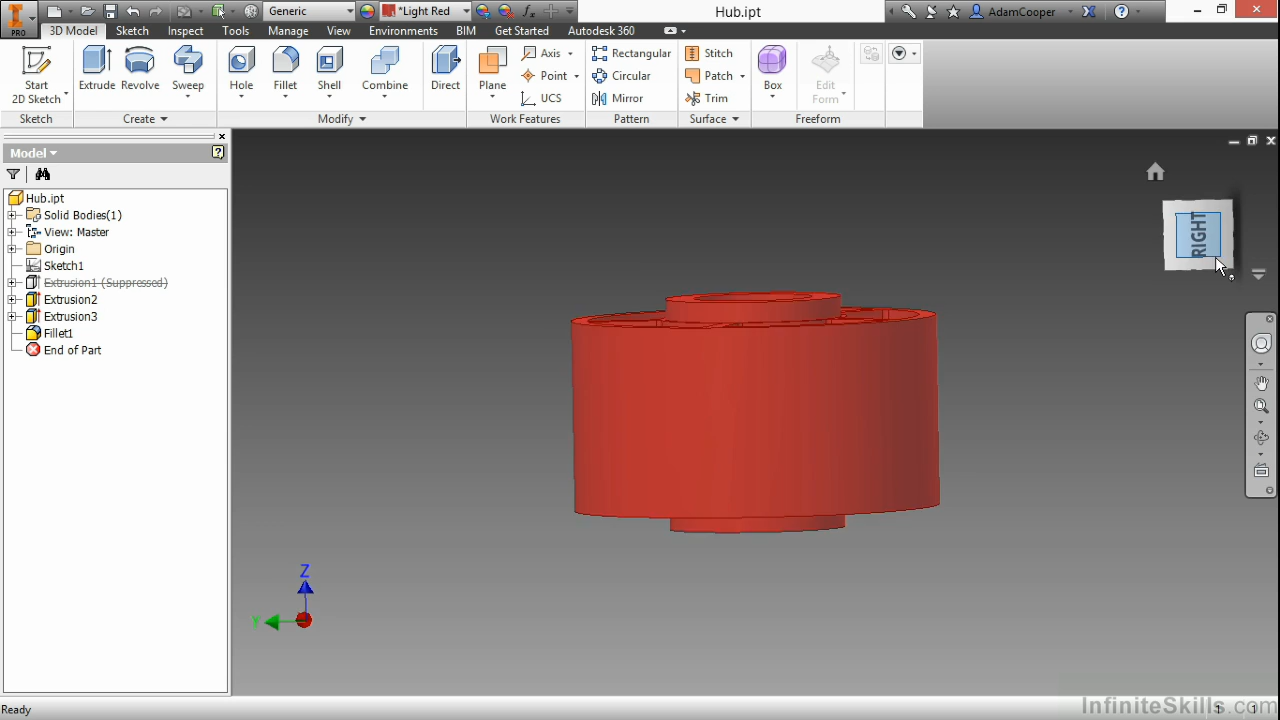 Generic
*Light Red
Hub.ipt
AdamCooper
PRO
3D Model Sketch Inspect Tools Manage View Environments BIM Get Started Autodesk 360
Start
2D Sketch
Extrude Revolve Sweep
Hole Fillet Shell Combine
Direct
Plane
Axis
Point
UCS
Rectangular
Circular
Mirror
Stitch
Patch
Trim
Box
Edit
Form
Sketch Create Modify Work Features Pattern Surface Freeform
Model
Hub.ipt
Solid Bodies(1)
View: Master
Origin
Sketch1
Extrusion1 (Suppressed)
Extrusion2
Extrusion3
Fillet1
End of Part
RIGHT
Z
Y
Ready
1 1
InfiniteSkills.com